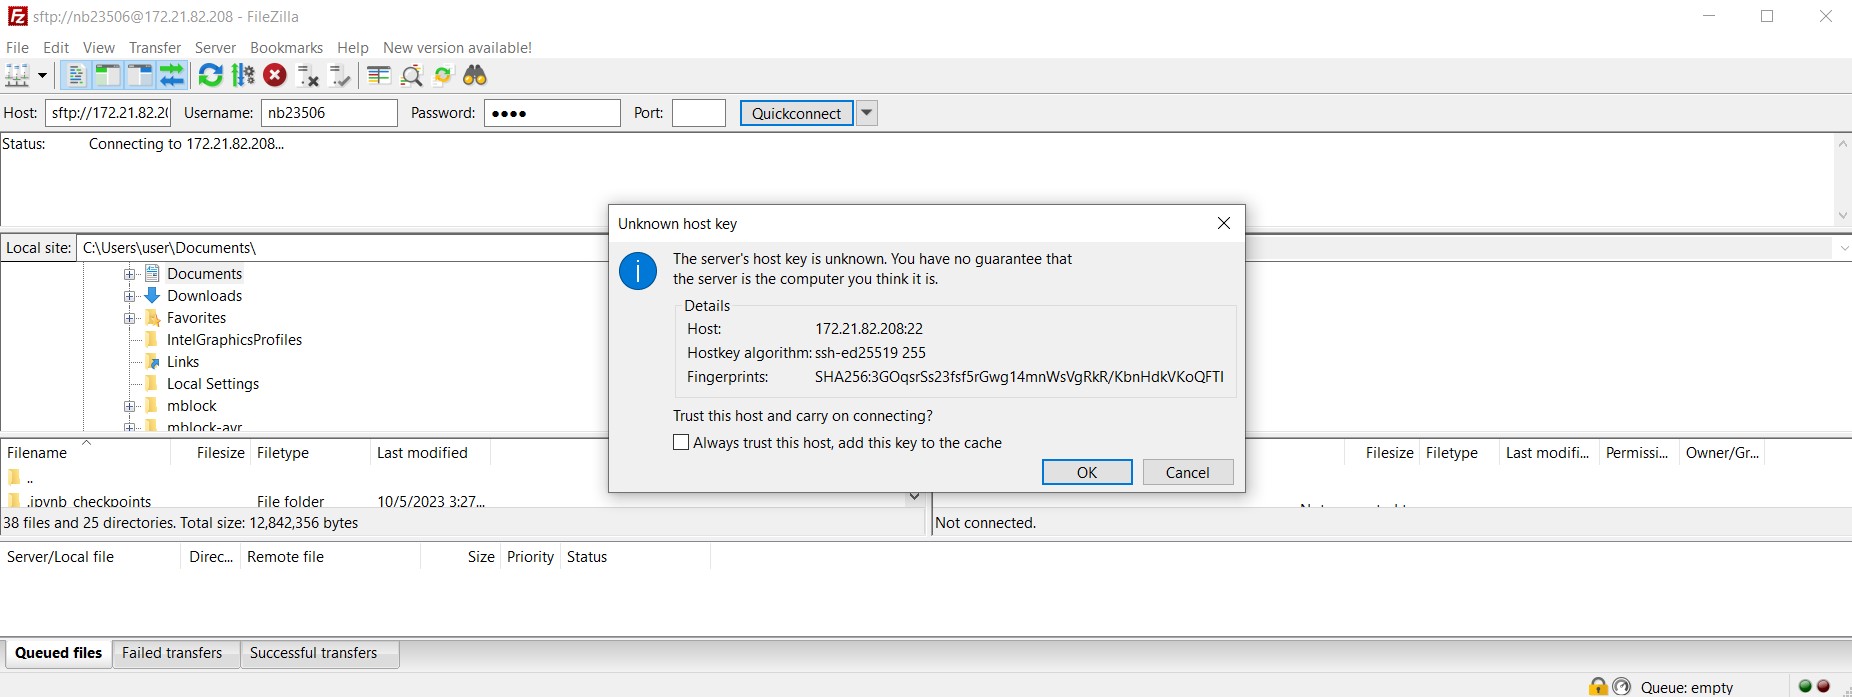 sftp://nb23506@172.21.82.208 - FileZilla
File Edit View Transfer Server Bookmarks Help New version available!
Host: sftp://172.21.82.20 Username: nb23506 Password: ●●●● Port: Quickconnect
Status: Connecting to 172.21.82.208...
Unknown host key
The server's host key is unknown. You have no guarantee that
the server is the computer you think it is.
Details
Host: 172.21.82.208:22
Hostkey algorithm: ssh-ed25519 255
Fingerprints: SHA256:3GOqsrSs23fsf5rGwg14mnWsVgRkR/KbnHdkVKoQFTI
Trust this host and carry on connecting?
Always trust this host, add this key to the cache
OK Cancel
Local site: C:\Users\user\Documents\
Documents
Downloads
Favorites
IntelGraphicsProfiles
Links
Local Settings
mblock
mblock-avr
Filename Filesize Filetype Last modified
..
.ipynb_checkpoints File folder 10/5/2023 3:27...
38 files and 25 directories. Total size: 12,842,356 bytes
Filesize Filetype Last modifi... Permissi... Owner/Gr...
Not connected.
Server/Local file Direc... Remote file Size Priority Status
Queued files Failed transfers Successful transfers
Queue: empty